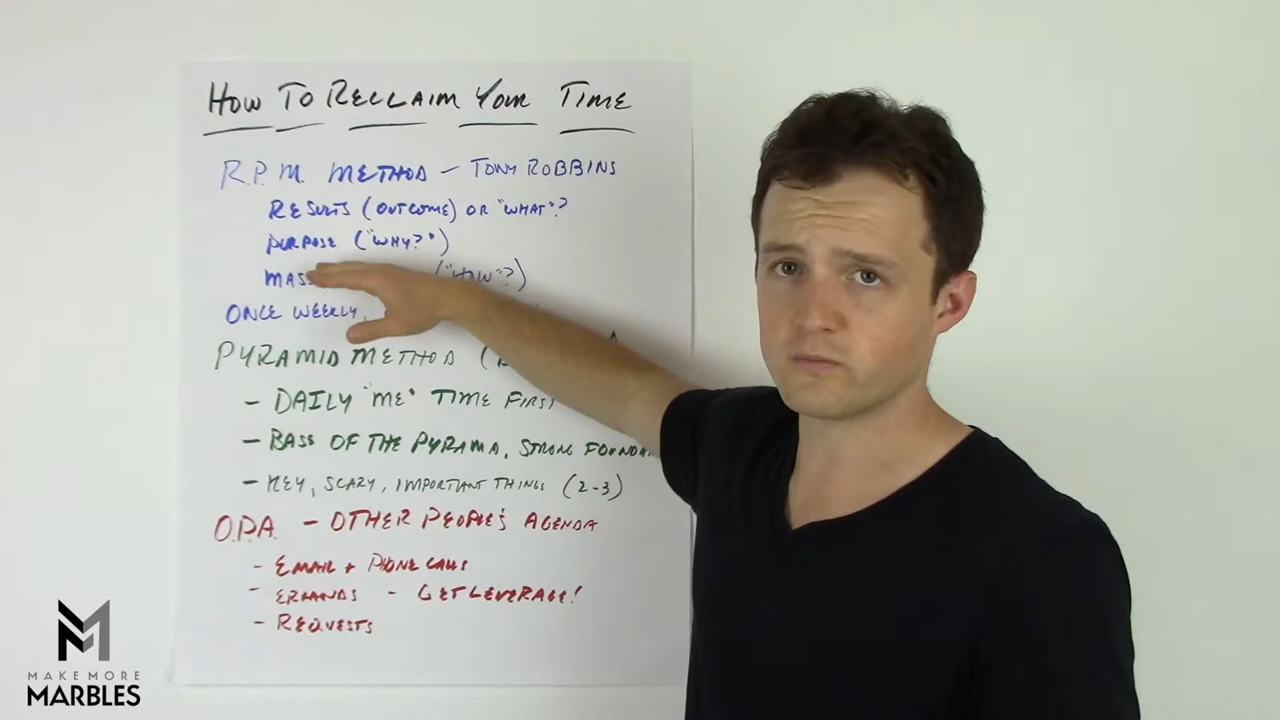 HOW TO RECLAIM YOUR TIME
R.P.M. METHOD - TONY ROBBINS
RESULTS (OUTCOME) OR "WHAT"?
PURPOSE ("WHY?")
("HOW"?)
ONCE WEEKLY,
PYRAMID METHOD (
- DAILY "ME" TIME FIRST
- BASE OF THE PYRAMID, STRONG
- KEY, SCARY, IMPORTANT THINGS (2-3)
O.P.A. - OTHER PEOPLE'S AGENDA
- EMAIL + PHONE CALLS
- ERRANDS - GET LEVERAGE!
- REQUESTS
MAKE MORE
MARBLES